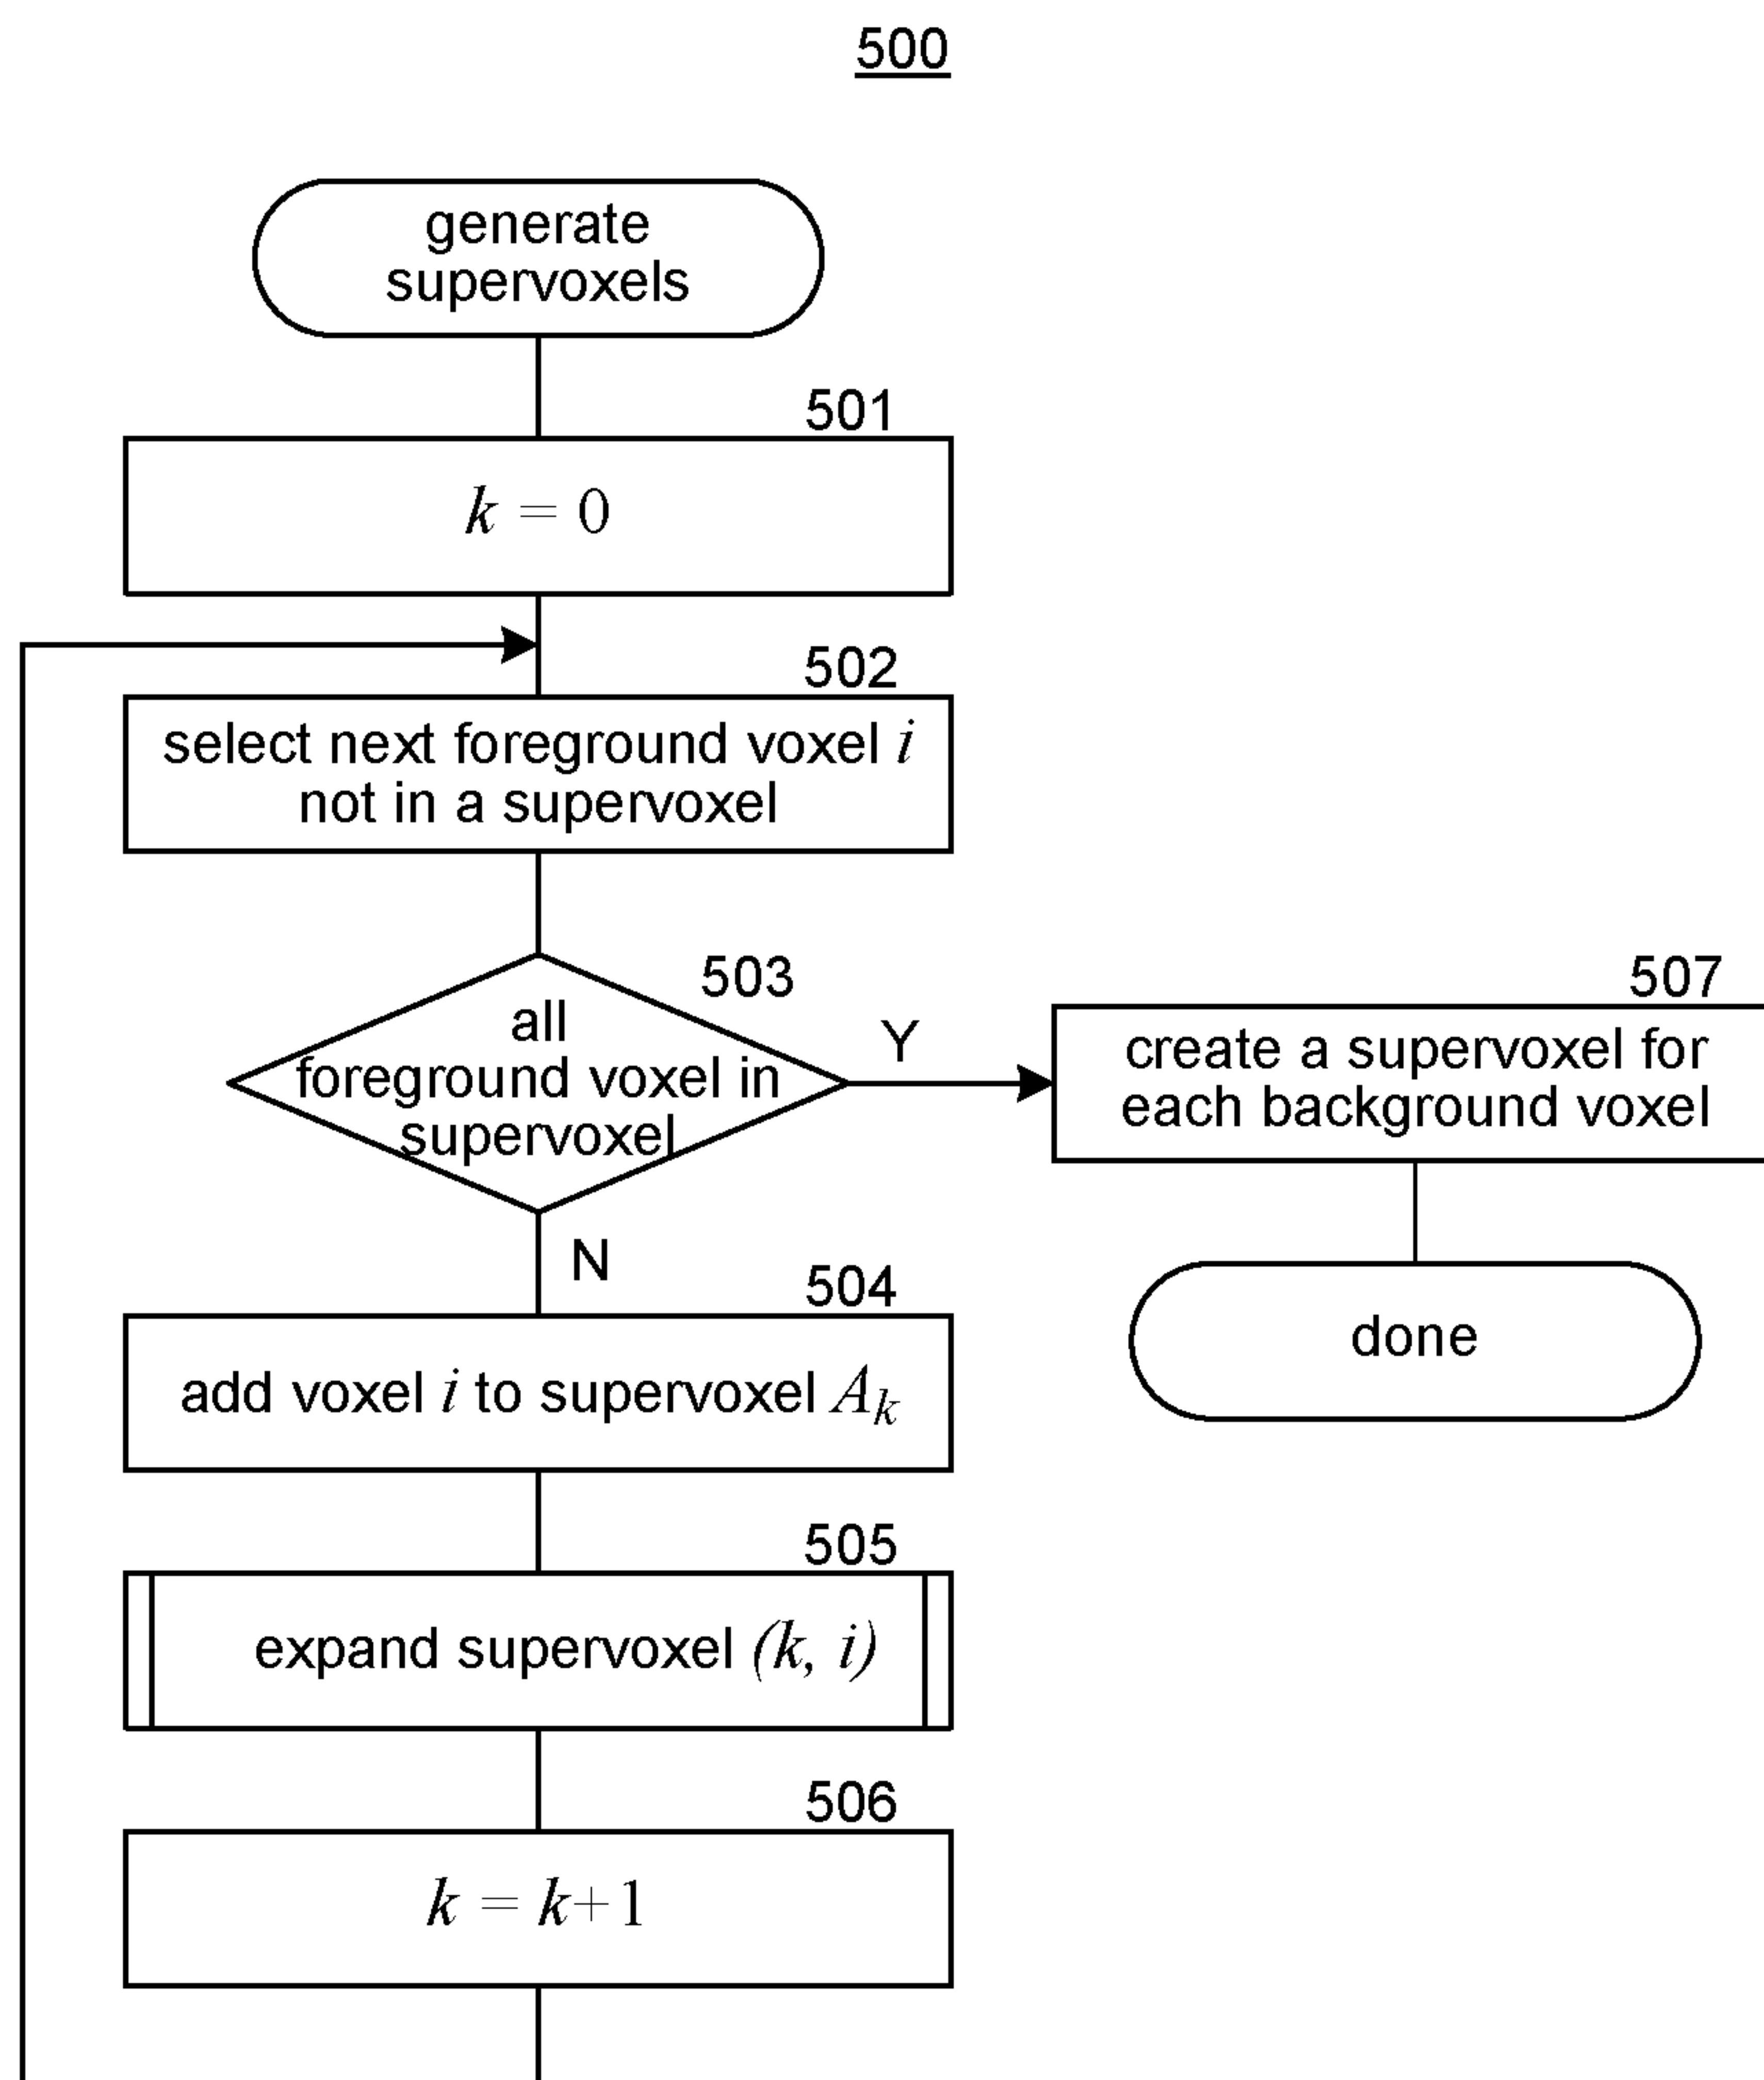 500
generate
supervoxels
501
k = 0
502
select next foreground voxel i
not in a supervoxel
503
all
foreground voxel in
supervoxel
Y
N
507
create a supervoxel for
each background voxel
done
504
add voxel i to supervoxel Aₖ
505
expand supervoxel (k, i)
506
k = k+1